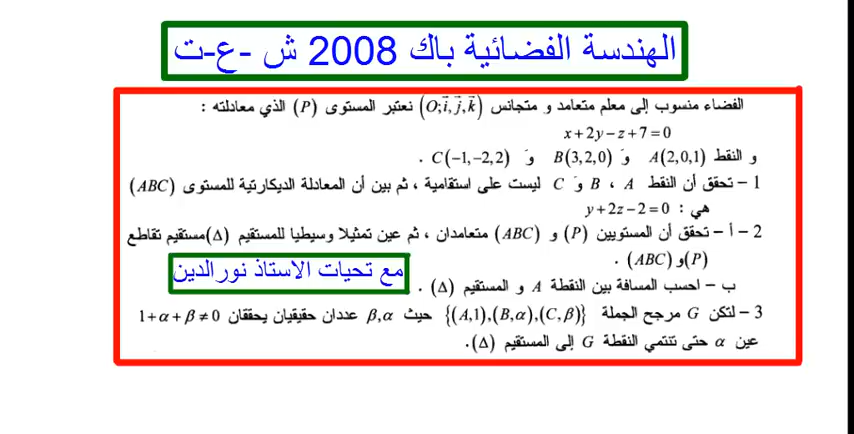 الهندسة الفضائية باك 2008 ش -ع-ت
الفضاء منسوب إلى معلم متعامد و متجانس (O;i⃗,j⃗,k⃗) نعتبر المستوى (P) الذي معادلته :
x+2y−z+7=0
و النقط A(2,0,1) وَ B(3,2,0) وَ C(−1,−2,2) .
1 – تحقق أن النقط A ، B وَ C ليست على استقامية ، ثم بين أن المعادلة الديكارتية للمستوى (ABC)
هي : y+2z−2=0
2 – أ – تحقق أن المستويين (P) و (ABC) متعامدان ، ثم عين تمثيلا وسيطيا للمستقيم (Δ)مستقيم تقاطع
(P)و (ABC) .
ب – احسب المسافة بين النقطة A و المستقيم (Δ) .
مع تحيات الاستاذ نورالدين
3 – لتكن G مرجح الجملة {(A,1),(B,α),(C,β)} حيث β,α عددان حقيقيان يحققان 1+α+β≠0
عين α حتى تنتمي النقطة G إلى المستقيم (Δ).